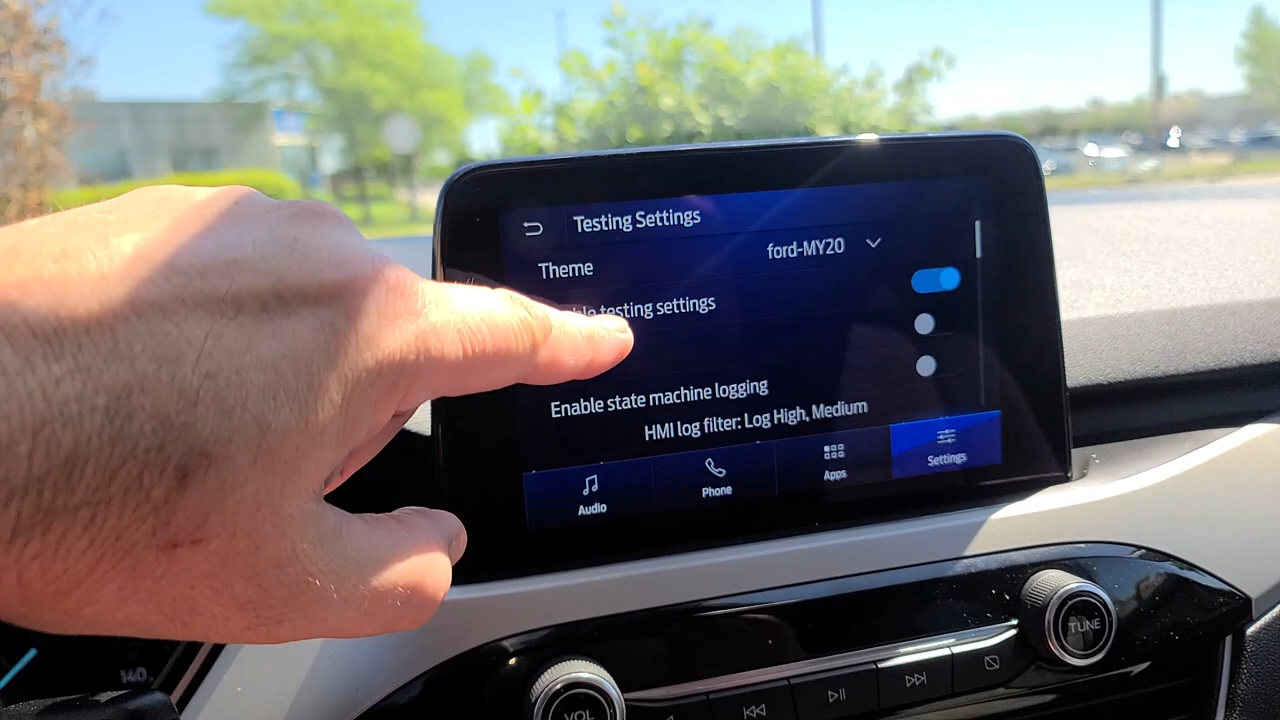 Testing Settings
Theme
ford-MY20
testing settings
Enable state machine logging
HMI log filter: Log High, Medium
Audio
Phone
Apps
Settings
140
TUNE
VOL